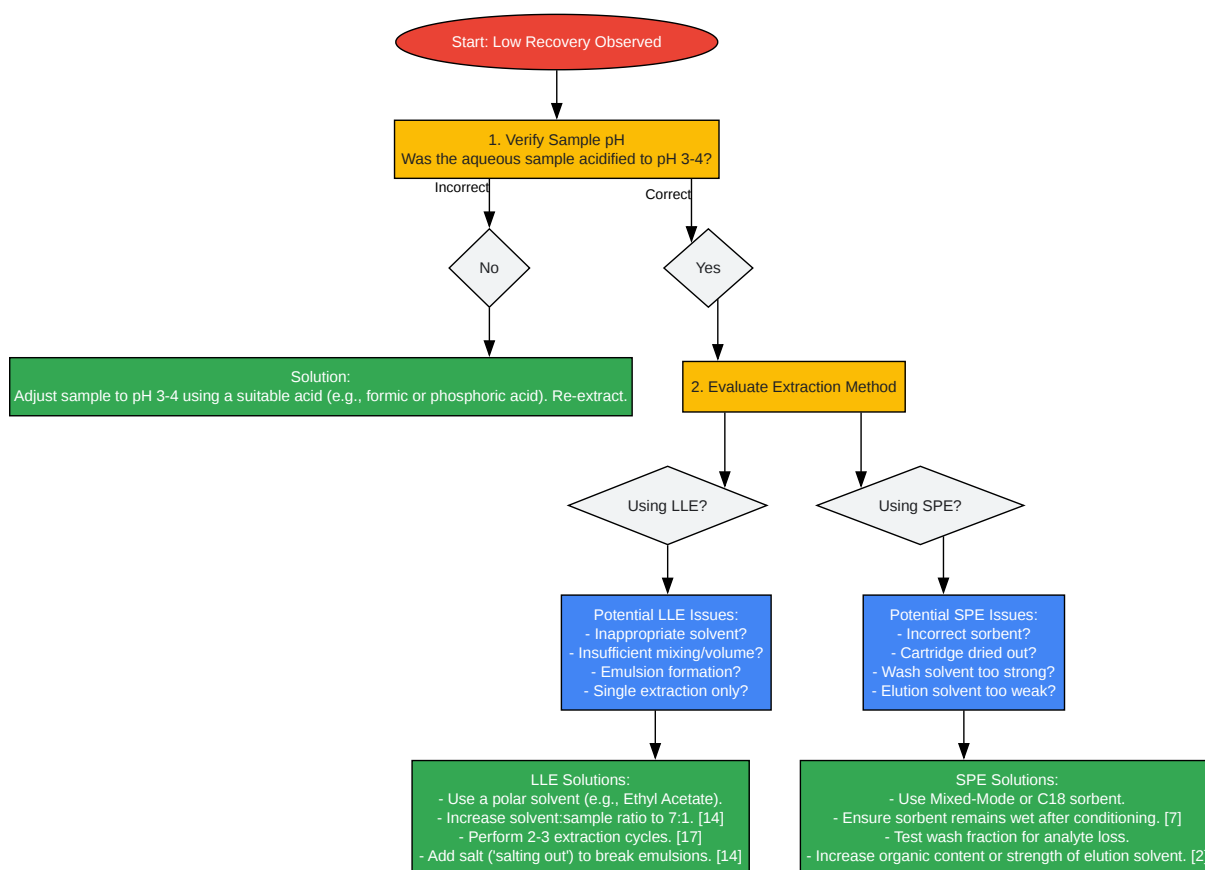 Start: Low Recovery Observed
1. Verify Sample pH
Was the aqueous sample acidified to pH 3-4?
Incorrect
Correct
No
Yes
Solution:
Adjust sample to pH 3-4 using a suitable acid (e.g., formic or phosphoric acid). Re-extract.
2. Evaluate Extraction Method
Using LLE?
Using SPE?
Potential LLE Issues:
- Inappropriate solvent?
- Insufficient mixing/volume?
- Emulsion formation?
- Single extraction only?
Potential SPE Issues:
- Incorrect sorbent?
- Cartridge dried out?
- Wash solvent too strong?
- Elution solvent too weak?
LLE Solutions:
- Use a polar solvent (e.g., Ethyl Acetate).
- Increase solvent:sample ratio to 7:1. [14]
- Perform 2-3 extraction cycles. [17]
- Add salt ('salting out') to break emulsions. [14]
SPE Solutions:
- Use Mixed-Mode or C18 sorbent.
- Ensure sorbent remains wet after conditioning. [7]
- Test wash fraction for analyte loss.
- Increase organic content or strength of elution solvent. [2]